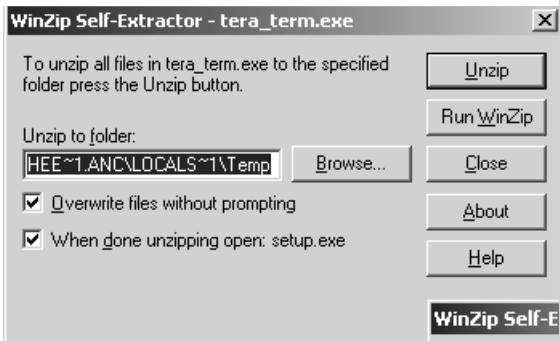 WinZip Self-Extractor - tera_term.exe
To unzip all files in tera_term.exe to the specified
folder press the Unzip button.
Unzip to folder:
HEE~1.ANC\LOCALS~1\Temp
Browse...
Overwrite files without prompting
When done unzipping open: setup.exe
Unzip
Run WinZip
Close
About
Help
WinZip Self-E